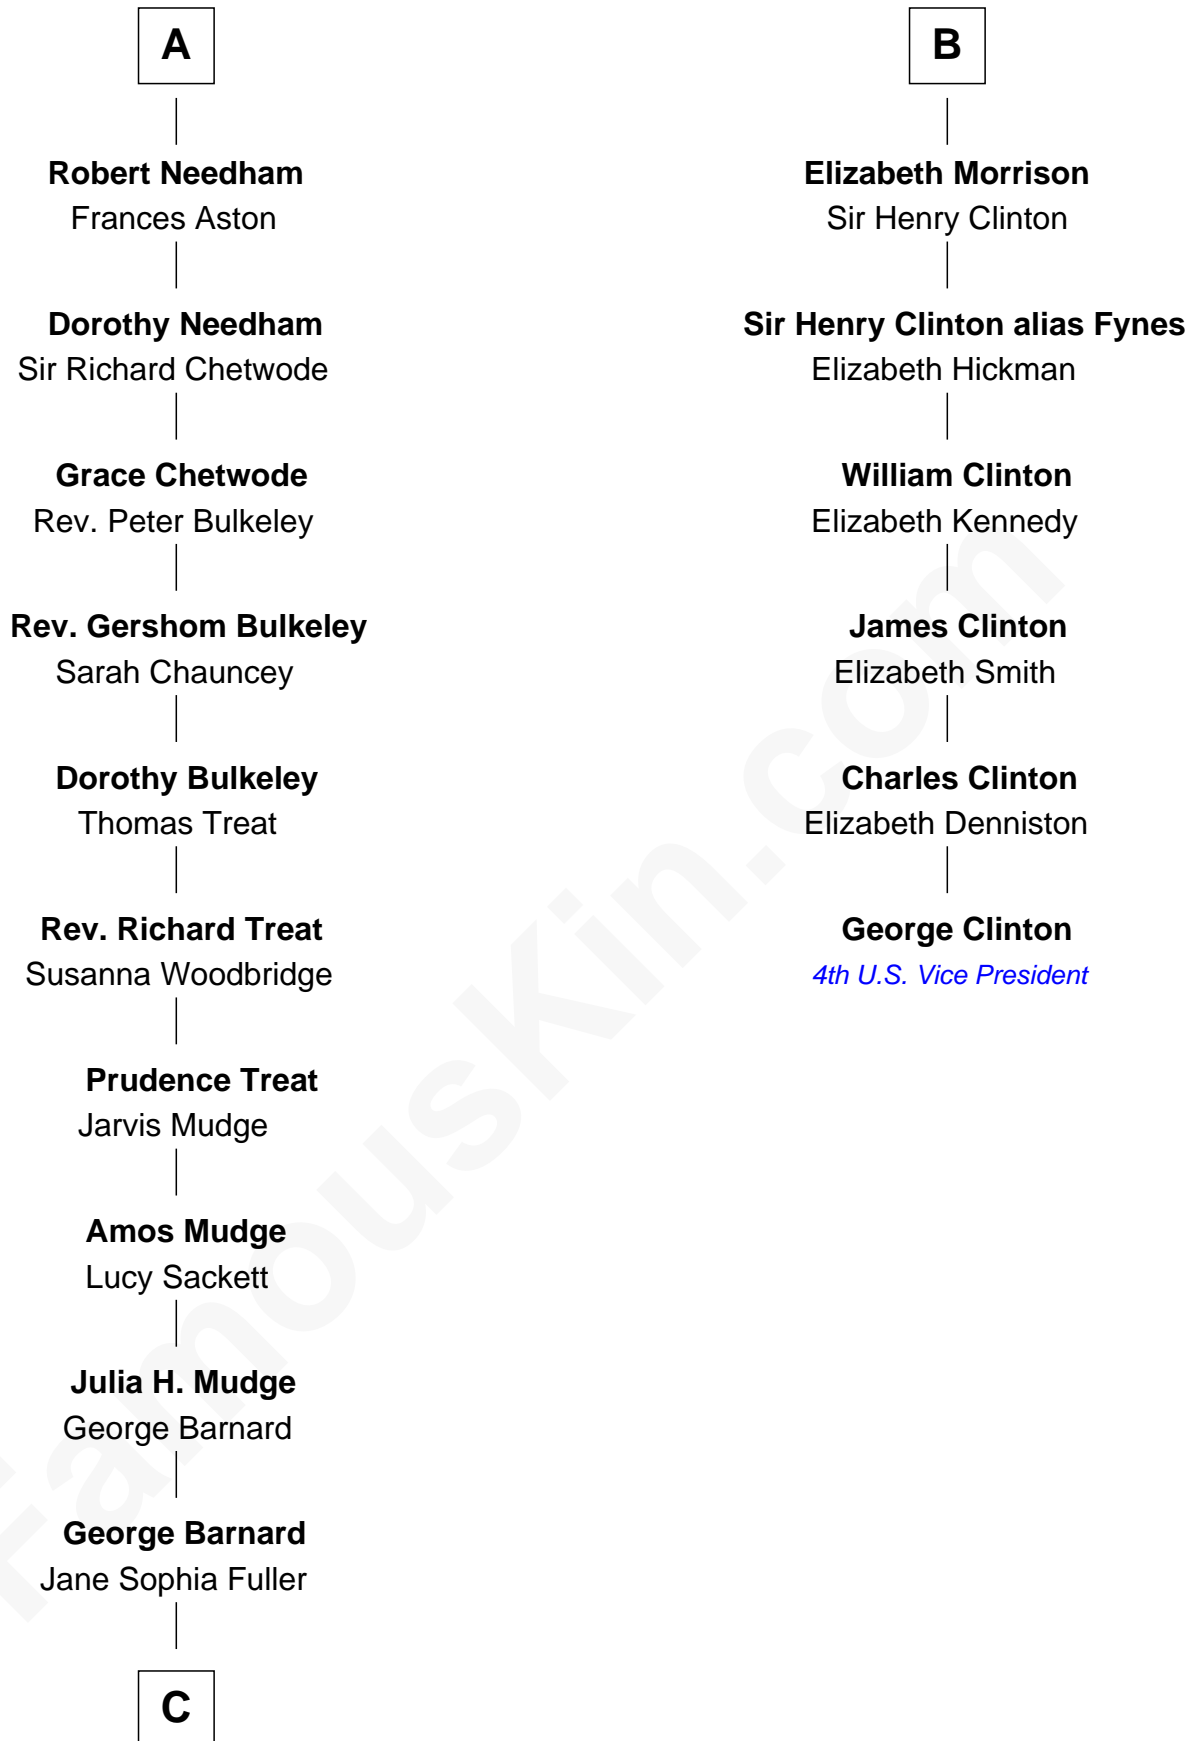 A
Robert Needham
Frances Aston
Dorothy Needham
Sir Richard Chetwode
Grace Chetwode
Rev. Peter Bulkeley
Rev. Gershom Bulkeley
Sarah Chauncey
Dorothy Bulkeley
Thomas Treat
Rev. Richard Treat
Susanna Woodbridge
Prudence Treat
Jarvis Mudge
Amos Mudge
Lucy Sackett
Julia H. Mudge
George Barnard
George Barnard
Jane Sophia Fuller
C
B
Elizabeth Morrison
Sir Henry Clinton
Sir Henry Clinton alias Fynes
Elizabeth Hickman
William Clinton
Elizabeth Kennedy
James Clinton
Elizabeth Smith
Charles Clinton
Elizabeth Denniston
George Clinton
4th U.S. Vice President
FamousKin.com